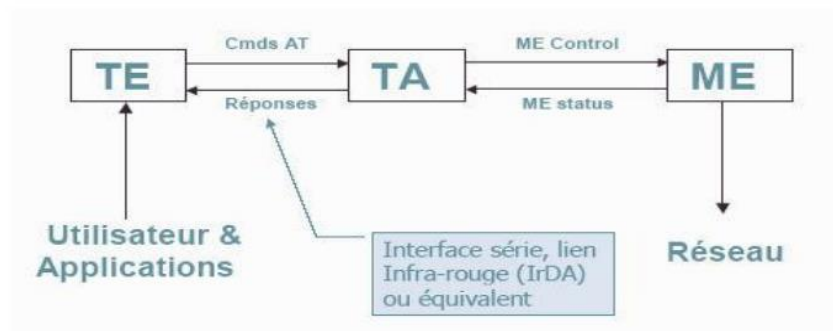 Cmds AT
ME Control
TE
TA
ME
Réponses
ME status
Utilisateur &
Applications
Interface série, lien
Infra-rouge (IrDA)
ou équivalent
Réseau